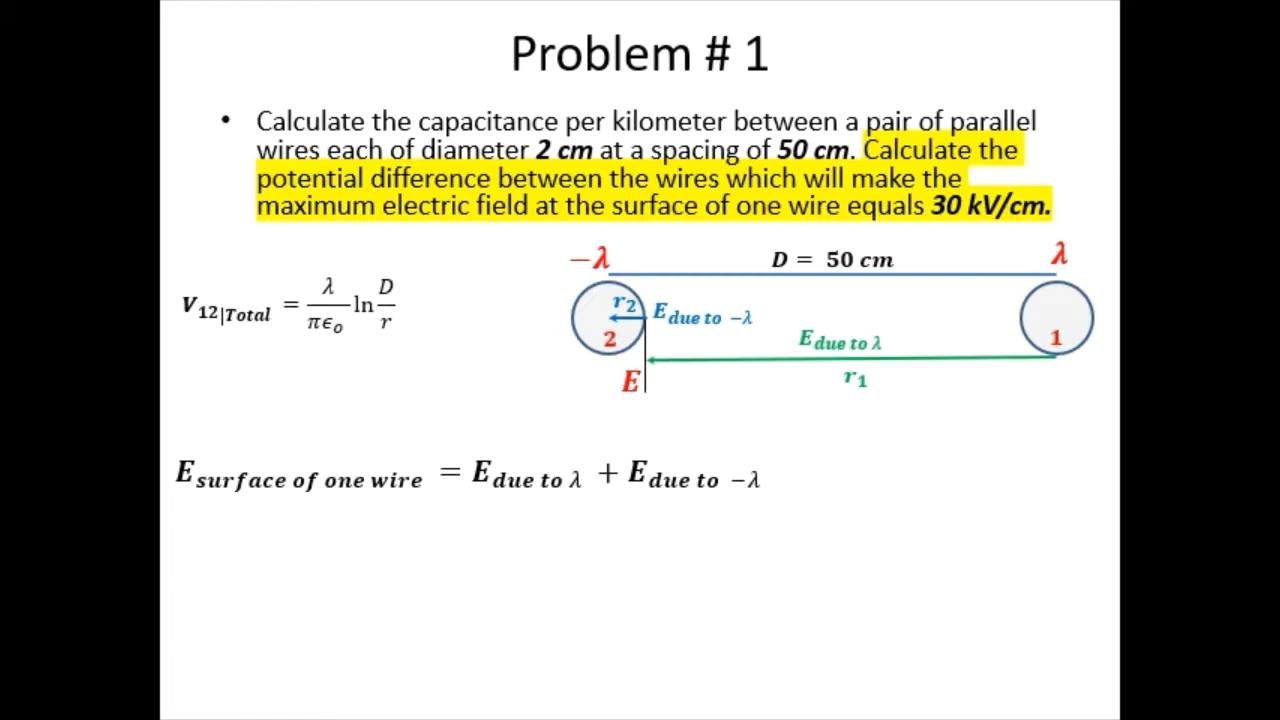 Problem # 1
• Calculate the capacitance per kilometer between a pair of parallel
wires each of diameter 2 cm at a spacing of 50 cm. Calculate the
potential difference between the wires which will make the
maximum electric field at the surface of one wire equals 30 kV/cm.
−λ D = 50 cm λ
V₁₂|Total = λ/(πϵₒ) ln D/r
r₂ E due to −λ
2 E due to λ 1
E r₁
E surface of one wire = E due to λ + E due to −λ